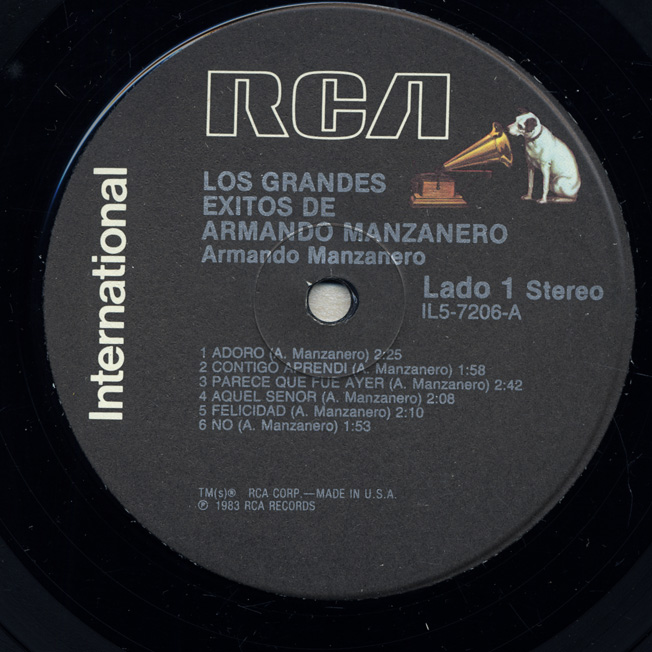 RCA
International
LOS GRANDES
EXITOS DE
ARMANDO MANZANERO
Armando Manzanero
Lado 1 Stereo
IL5-7206-A
1 ADORO (A. Manzanero) 2:25
2 CONTIGO APRENDI (A. Manzanero) 1:58
3 PARECE QUE FUE AYER (A. Manzanero) 2:42
4 AQUEL SENOR (A. Manzanero) 2:08
5 FELICIDAD (A. Manzanero) 2:10
6 NO (A. Manzanero) 1:53
TM(s)® RCA CORP.—MADE IN U.S.A.
℗ 1983 RCA RECORDS